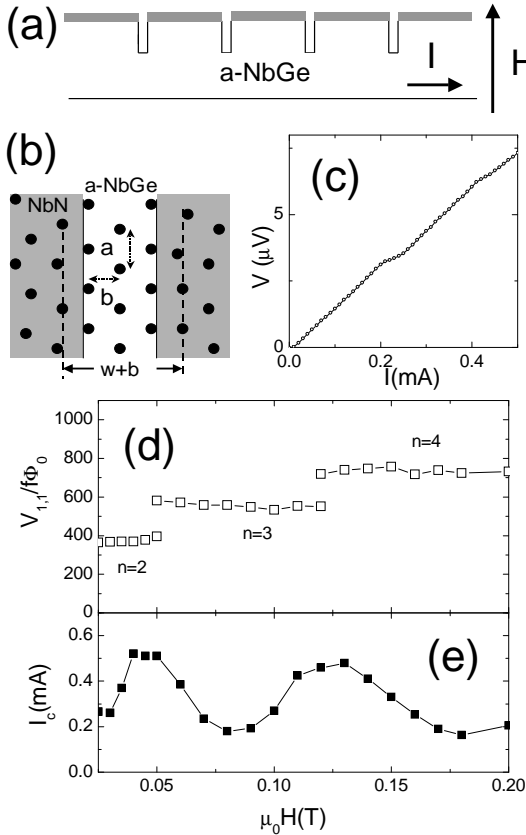 (a)
a-NbGe
I
H
(b)
a-NbGe
NbN
a
b
w+b
(c)
5
0
V (μV)
0.0 0.2 0.4
I(mA)
(d)
1000
800
600
400
200
0
V1,1/fΦ0
n=2
n=3
n=4
(e)
0.6
0.4
0.2
0.0
Ic(mA)
0.05 0.10 0.15 0.20
μ0H(T)